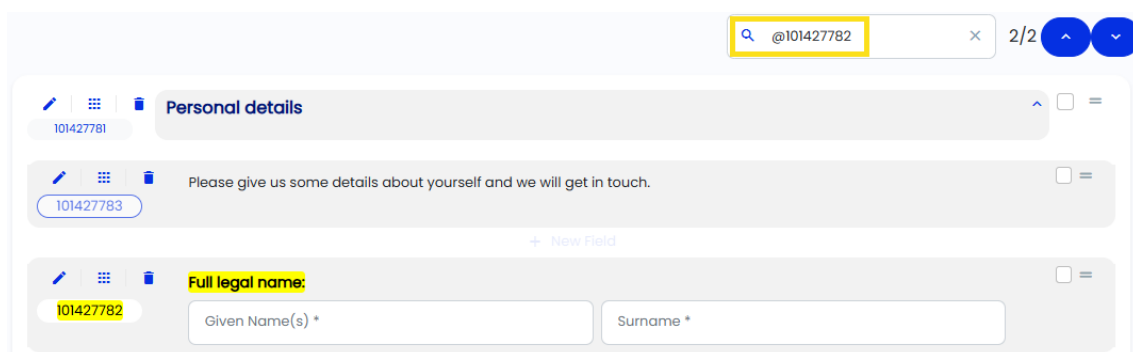 @101427782 2/2
Personal details
101427781
Please give us some details about yourself and we will get in touch.
101427783
+ New Field
Full legal name:
101427782
Given Name(s) * Surname *